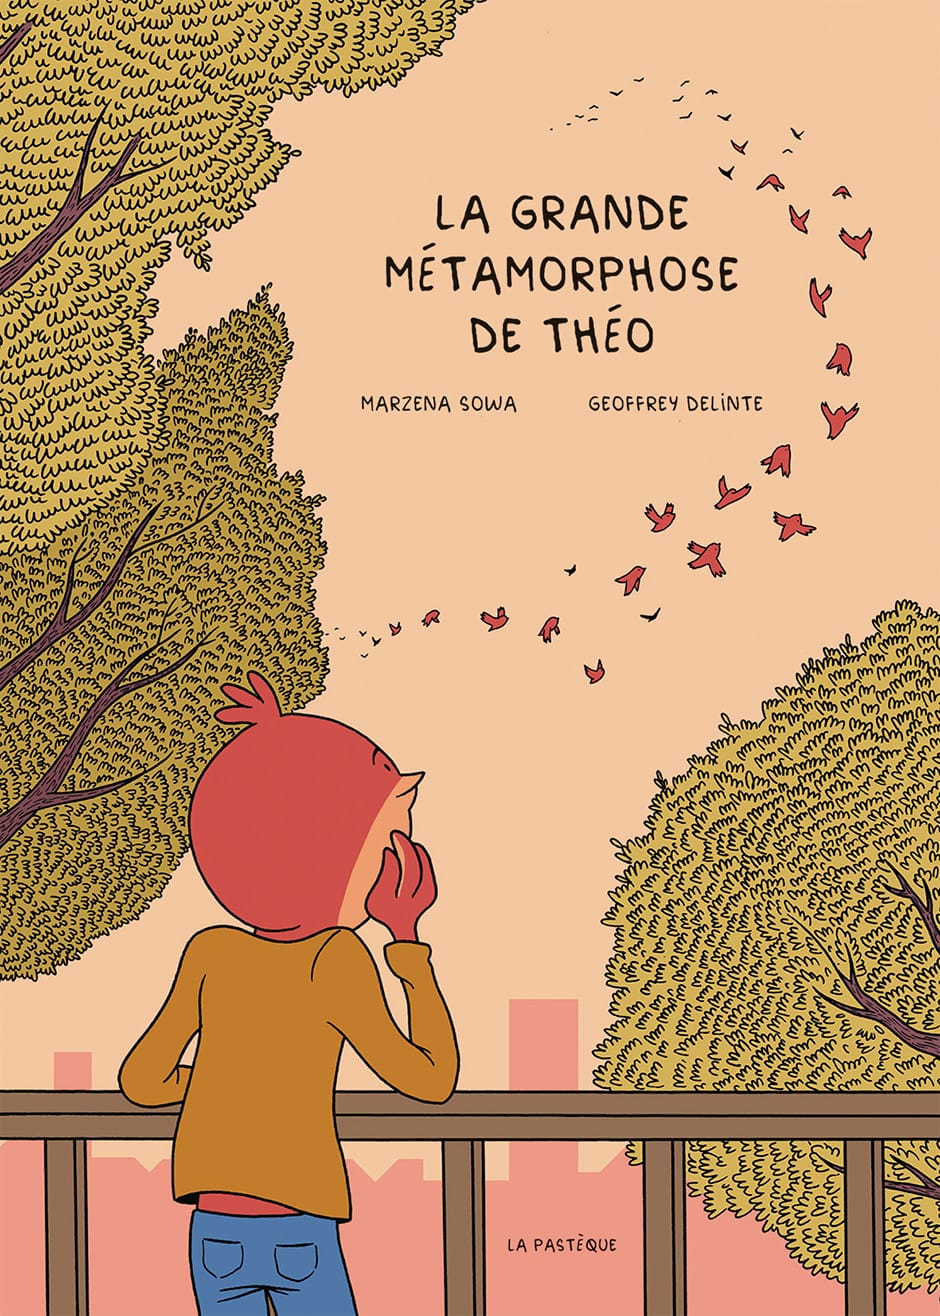 LA GRANDE
MÉTAMORPHOSE
DE THÉO
MARZENA SOWA GEOFFREY DELINTE
LA PASTÈQUE